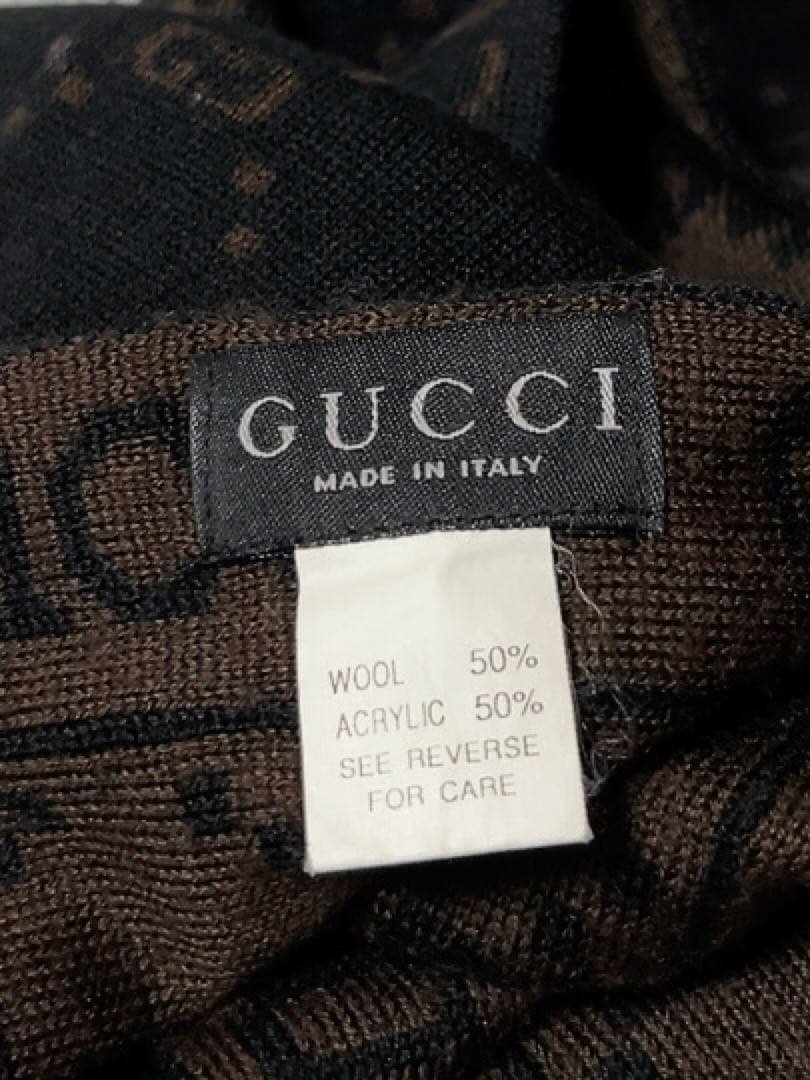 GUCCI
MADE IN ITALY
WOOL 50%
ACRYLIC 50%
SEE REVERSE
FOR CARE